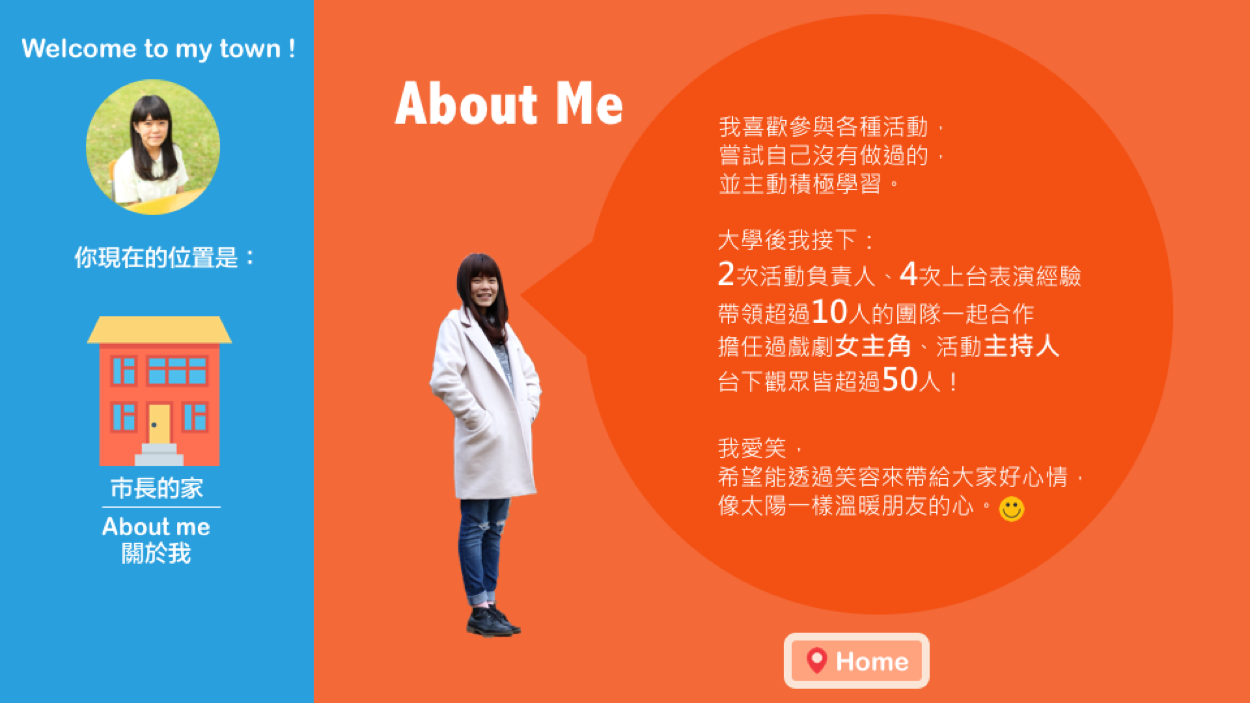 Welcome to my town !
你現在的位置是：
市長的家
About me
關於我
About Me
我喜歡參與各種活動，
嘗試自己沒有做過的，
並主動積極學習。
大學後我接下：
2次活動負責人、4次上台表演經驗
帶領超過10人的團隊一起合作
擔任過戲劇女主角、活動主持人
台下觀眾皆超過50人！
我愛笑，
希望能透過笑容來帶給大家好心情，
像太陽一樣溫暖朋友的心。
Home